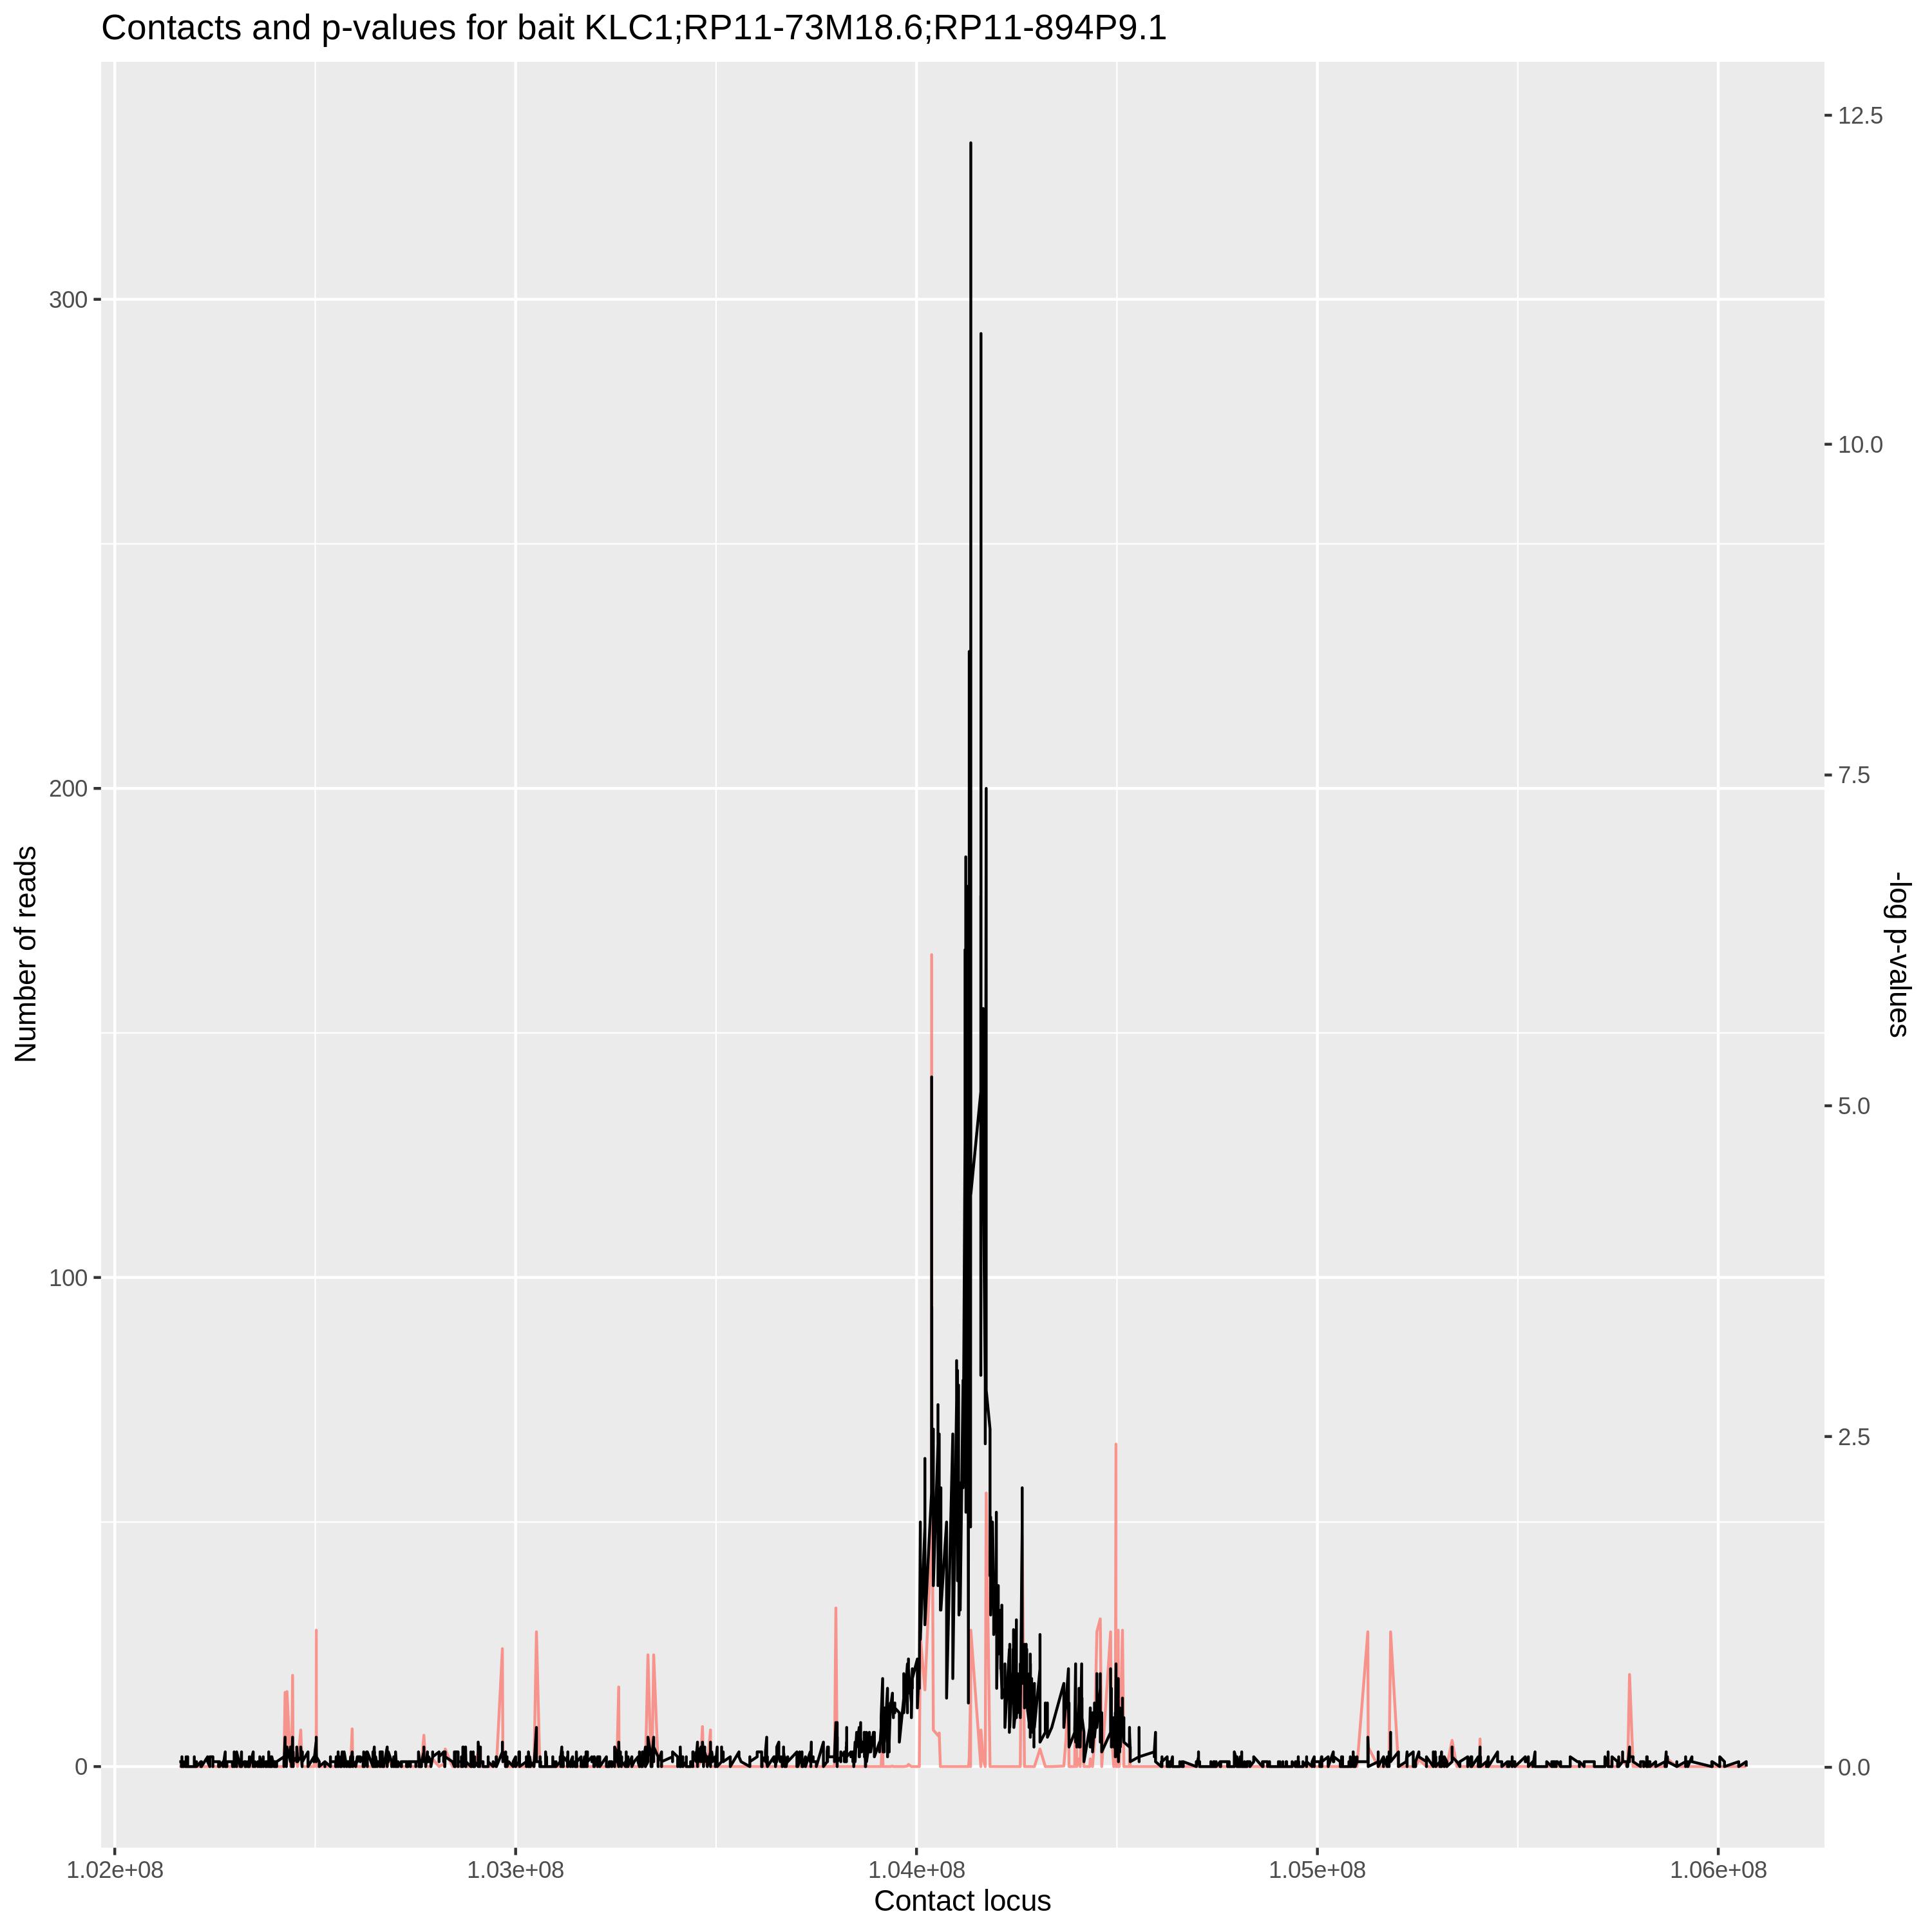 Contacts and p-values for bait KLC1;RP11-73M18.6;RP11-894P9.1
12.5
10.0
300
7.5
200
Number of reads
-log p-values
5.0
100
2.5
0
0.0
1.02e+08 1.03e+08 1.04e+08 1.05e+08 1.06e+08
Contact locus